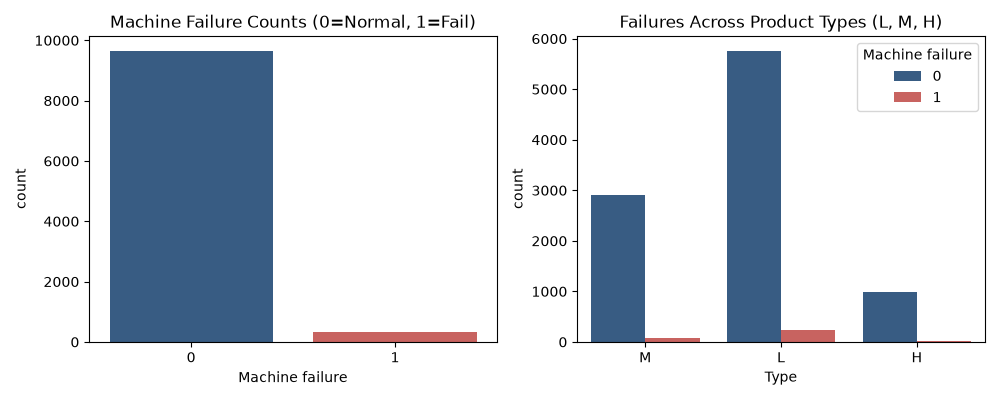 Machine Failure Counts (0=Normal, 1=Fail)
10000
8000
6000
4000
2000
0
count
0
1
Machine failure
Failures Across Product Types (L, M, H)
6000
5000
4000
3000
2000
1000
0
count
M
L
H
Type
Machine failure
0
1